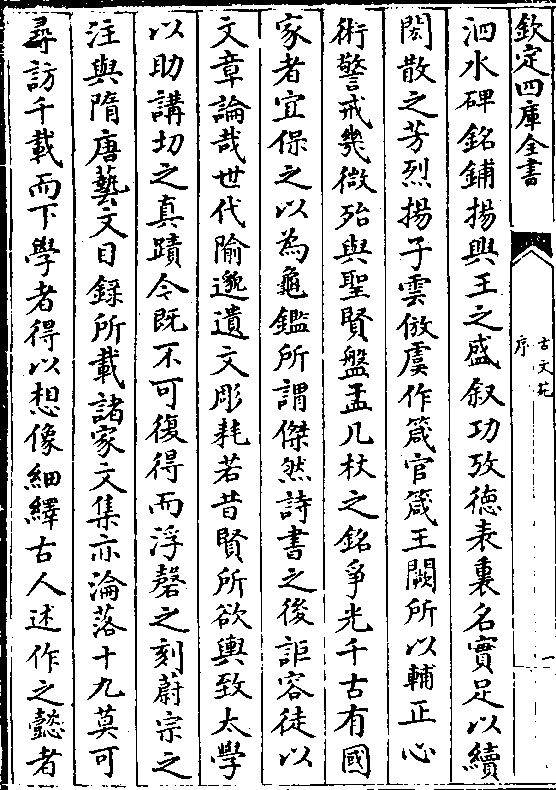 欽定四庫全書
古文苑
序
一
泗水碑銘鋪揚興王之盛叙功攷德表裏名實足以續
閎散之芳烈揚子雲倣虞作箴官箴王闕所以輔正心
術警戒幾微殆與聖賢盤盂几杖之銘爭光千古有國
家者宜保之以為龜鑑所謂傑然詩書之後詎容徒以
文章論哉世代隃邈遺文彫耗若昔賢所欲輿致太學
以助講切之真蹟今既不可復得而浮磬之刻蔚宗之
注與隋唐藝文目錄所載諸家文集亦淪落十九莫可
尋訪千載而下學者得以想像紬繹古人述作之懿者